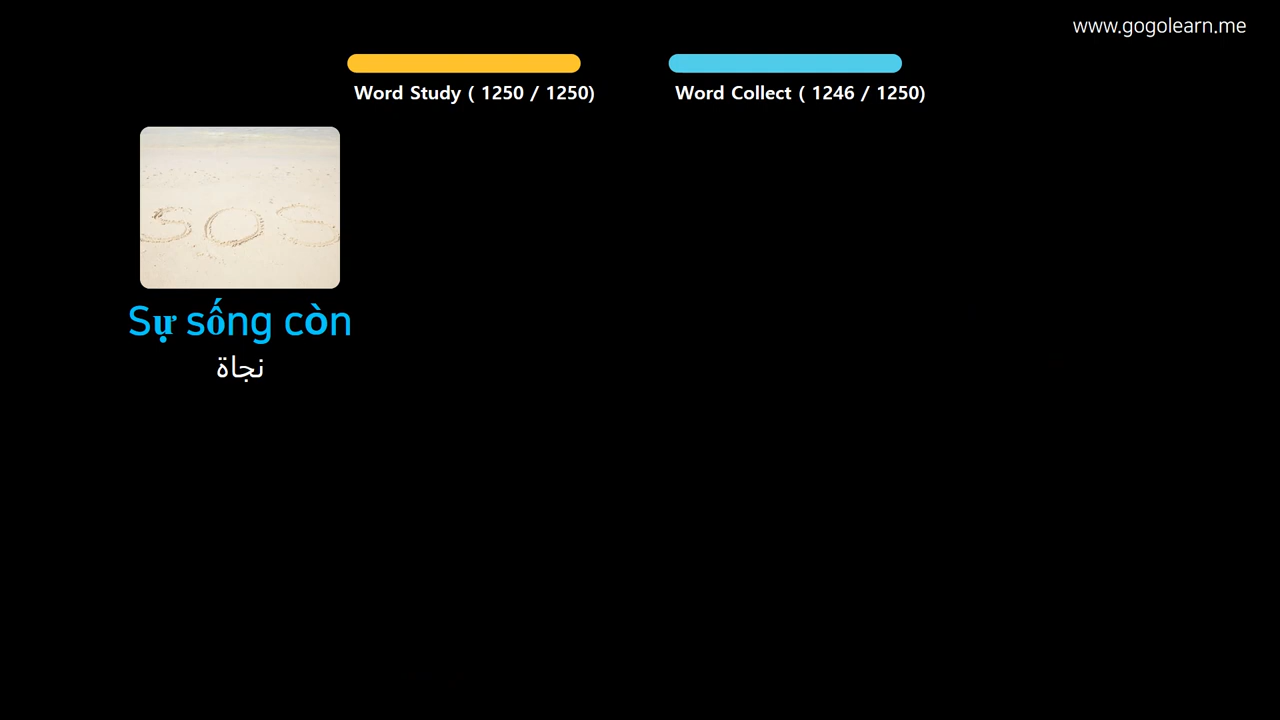 www.gogolearn.me
Word Study ( 1250 / 1250)
Word Collect ( 1246 / 1250)
SOS
Sự sống còn
نجاة